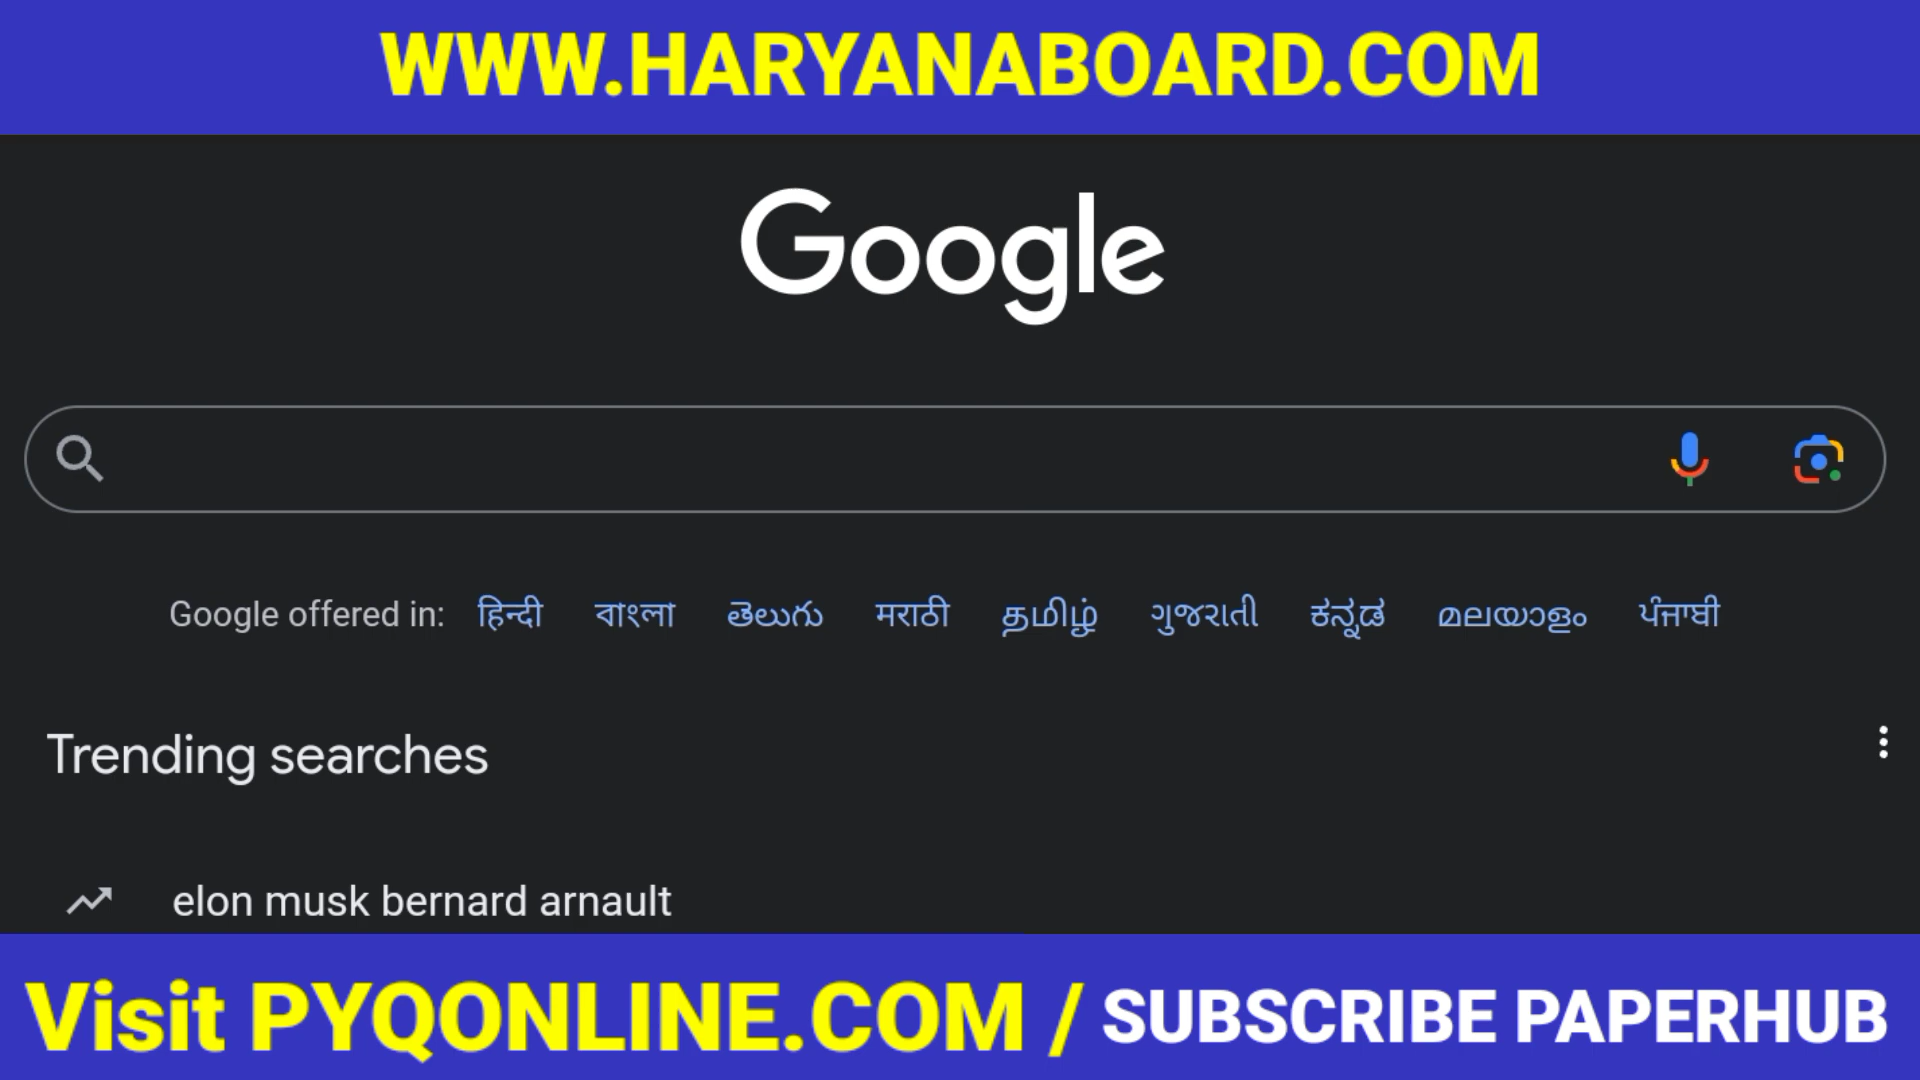 WWW.HARYANABOARD.COM
Google
Google offered in: हिन्दी বাংলা తెలుగు मराठी தமிழ் ગુજરાતી ಕನ್ನಡ മലയാളം ਪੰਜਾਬੀ
Trending searches
elon musk bernard arnault
Visit PYQONLINE.COM / SUBSCRIBE PAPERHUB